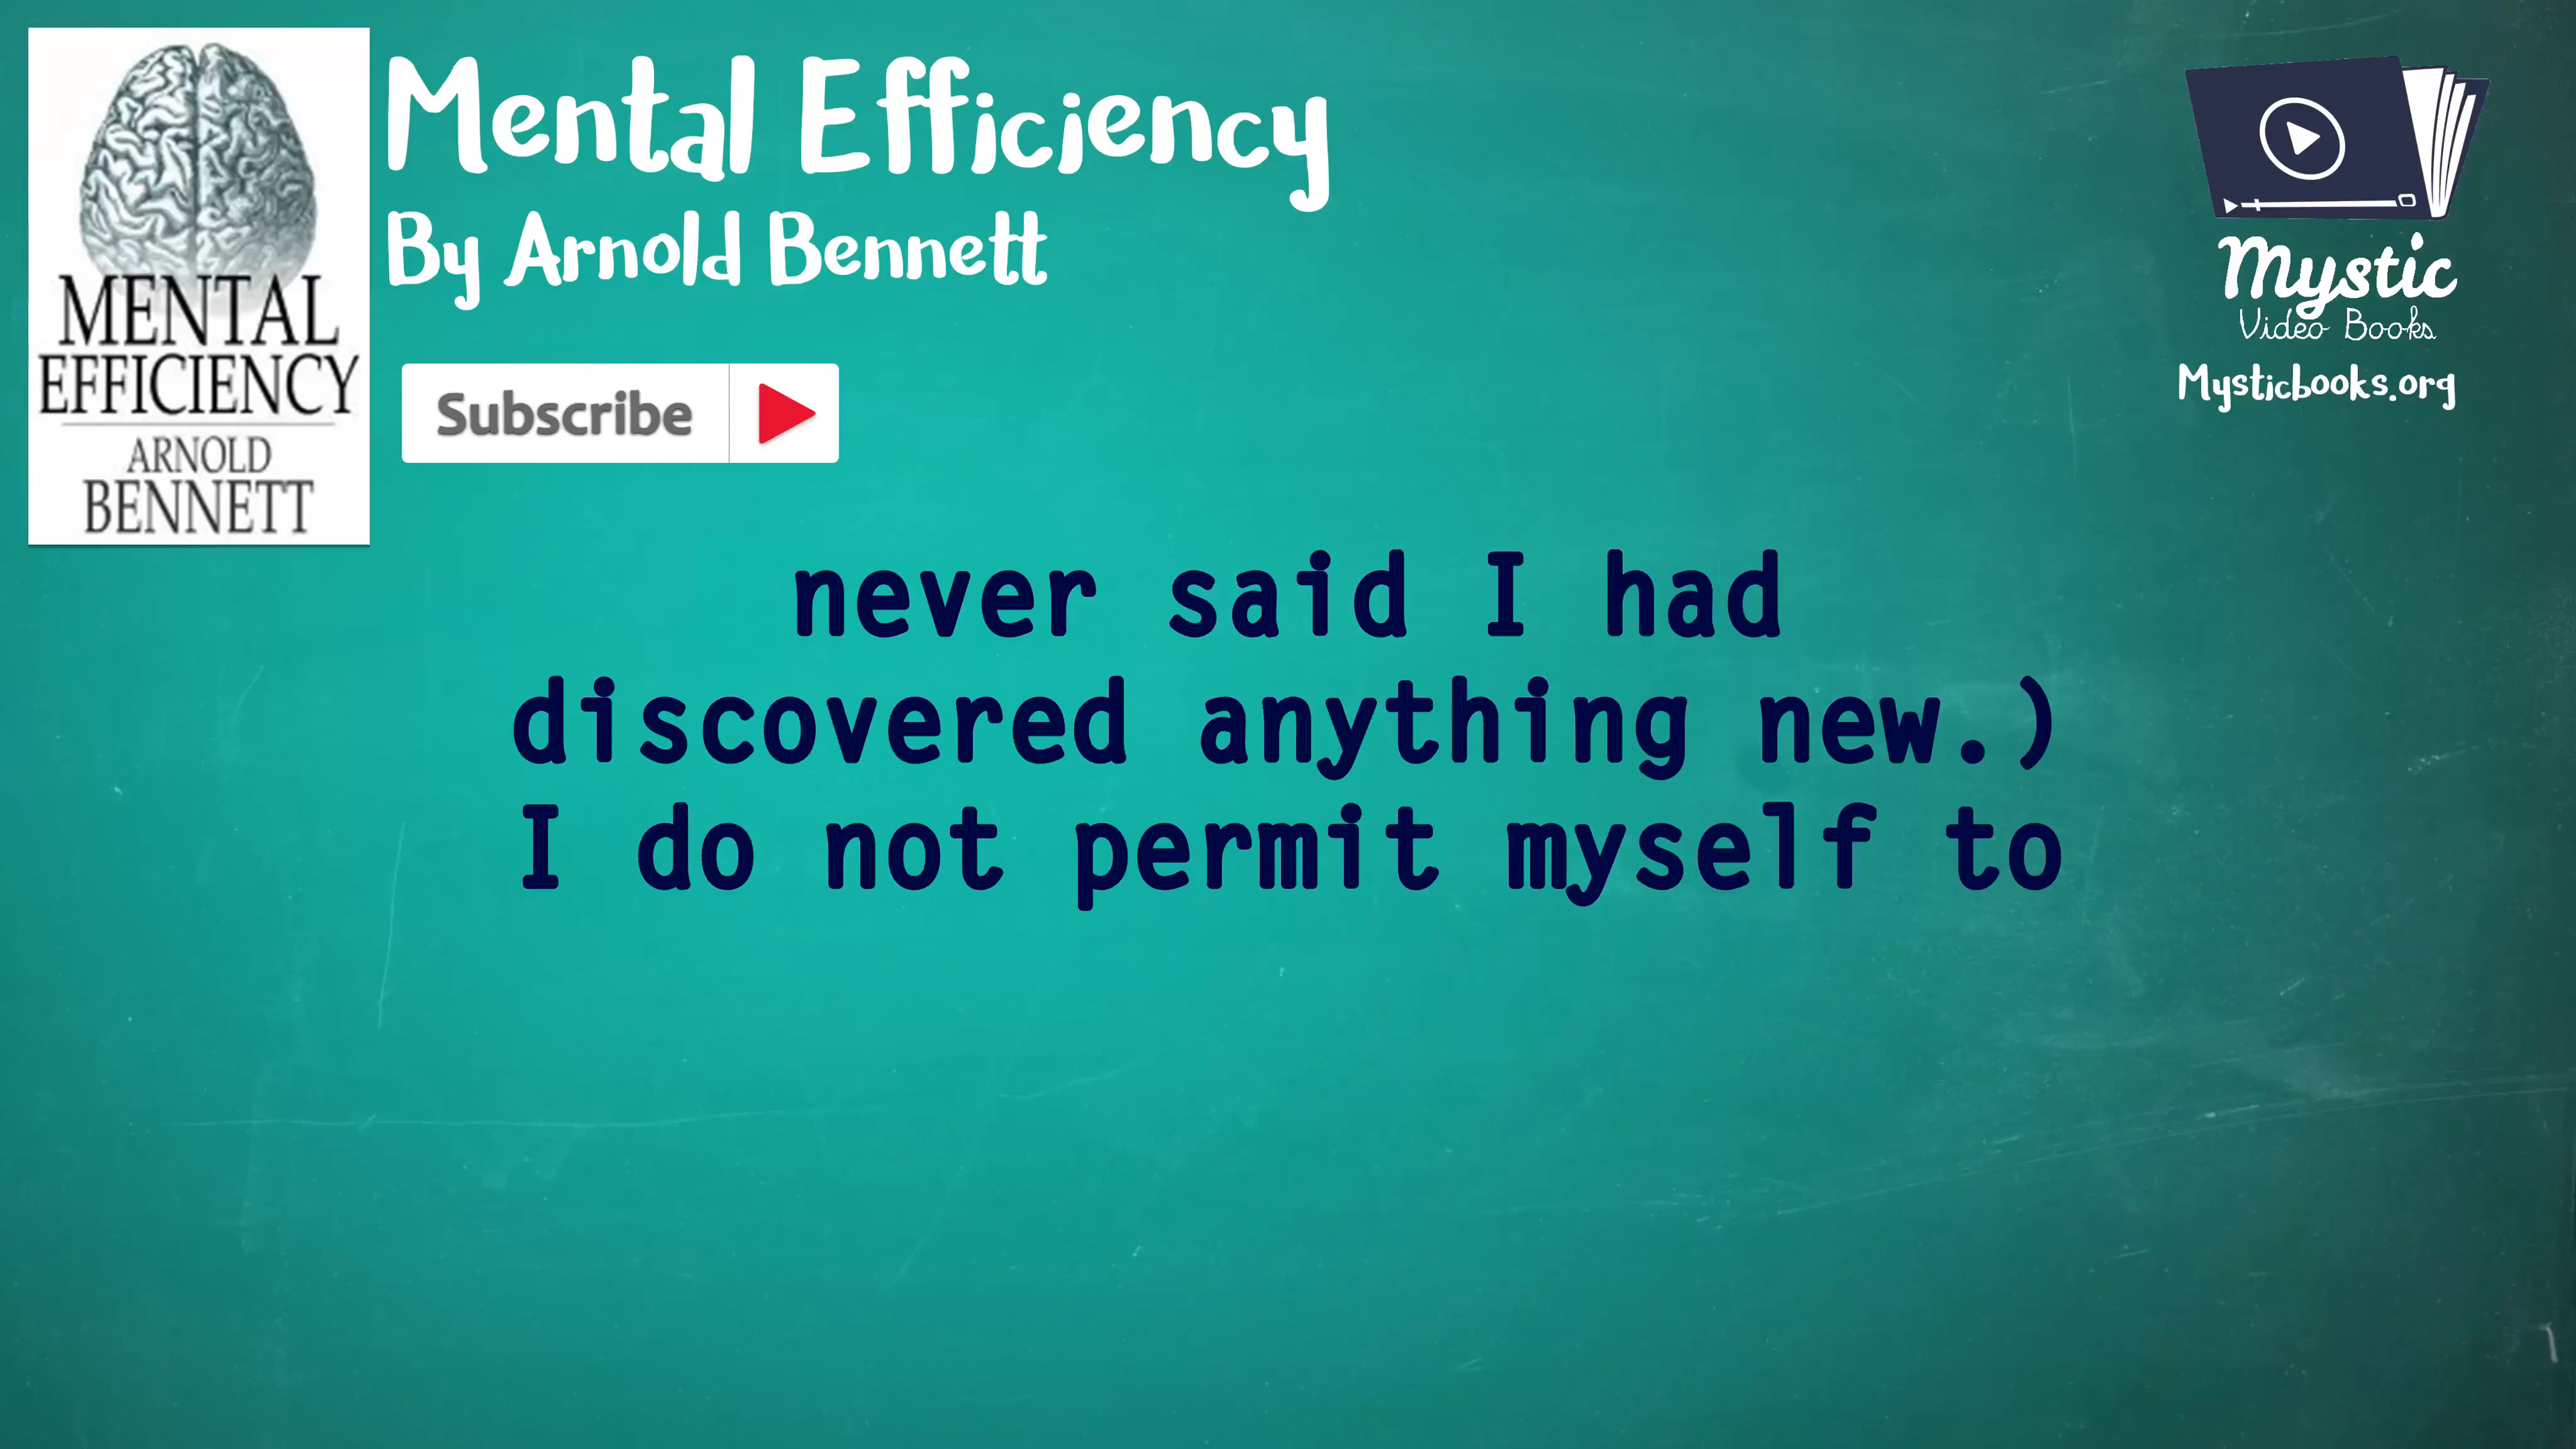 MENTAL
EFFICIENCY
ARNOLD
BENNETT
Mental Efficiency
By Arnold Bennett
Subscribe
Mystic
Video Books
Mysticbooks.org
never said I had
discovered anything new.)
I do not permit myself to